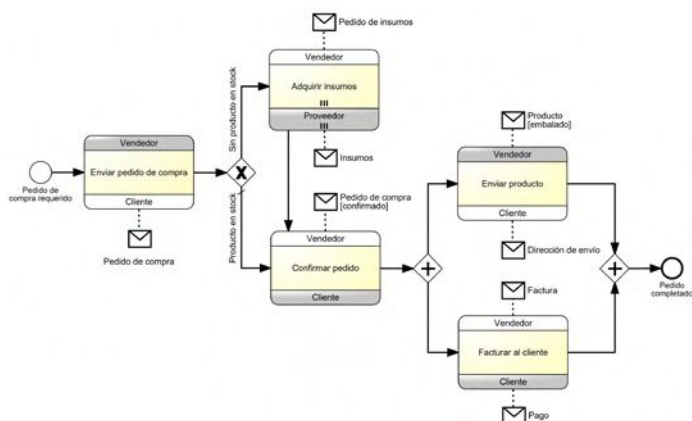 Pedido de insumos
Vendedor
Adquirir insumos
Proveedor
Insumos
Sin producto en stock
Producto en stock
Vendedor
Enviar pedido de compra
Cliente
Pedido de
compra requerido
Pedido de compra
Pedido de compra
[confirmado]
Vendedor
Confirmar pedido
Cliente
Producto
[embalado]
Vendedor
Enviar producto
Cliente
Dirección de envío
Factura
Vendedor
Facturar al cliente
Cliente
Pago
Pedido
completado